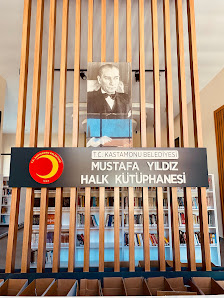 T.C. KASTAMONU BELEDİYESİ
MUSTAFA YILDIZ
HALK KÜTÜPHANESİ